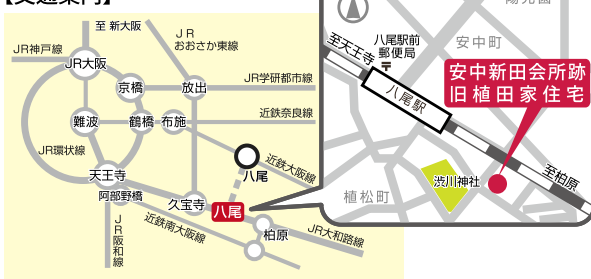 【交通案内】
至 新大阪
JR
おおさか東線
JR神戸線
JR大阪
京橋
放出
JR学研都市線
難波
鶴橋
布施
近鉄奈良線
JR環状線
近鉄大阪線
八尾
天王寺
阿部野橋
久宝寺
八尾
JR阪和線
近鉄南大阪線
柏原
JR大和路線
陽光園
安中町
至天王寺
八尾駅前
郵便局
八尾駅
安中新田会所跡
旧植田家住宅
至柏原
渋川神社
植松町